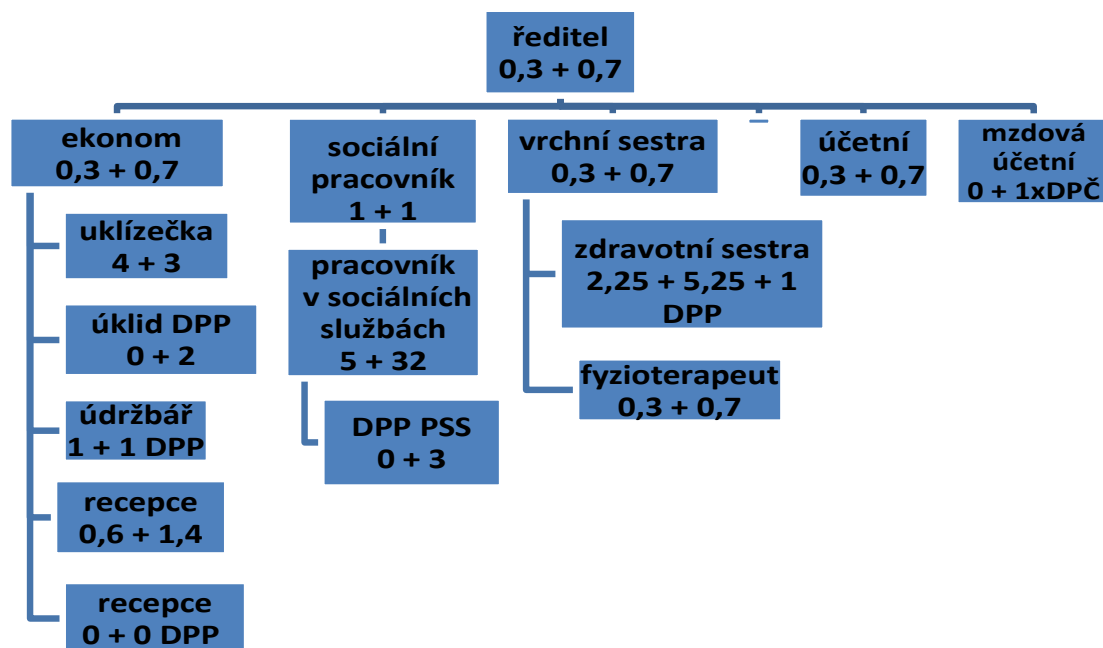 ředitel
0,3 + 0,7
ekonom
0,3 + 0,7
uklízečka
4 + 3
úklid DPP
0 + 2
údržbář
1 + 1 DPP
recepce
0,6 + 1,4
recepce
0 + 0 DPP
sociální
pracovník
1 + 1
pracovník
v sociálních
službách
5 + 32
DPP PSS
0 + 3
vrchní sestra
0,3 + 0,7
zdravotní sestra
2,25 + 5,25 + 1
DPP
fyzioterapeut
0,3 + 0,7
účetní
0,3 + 0,7
mzdová
účetní
0 + 1xDPČ